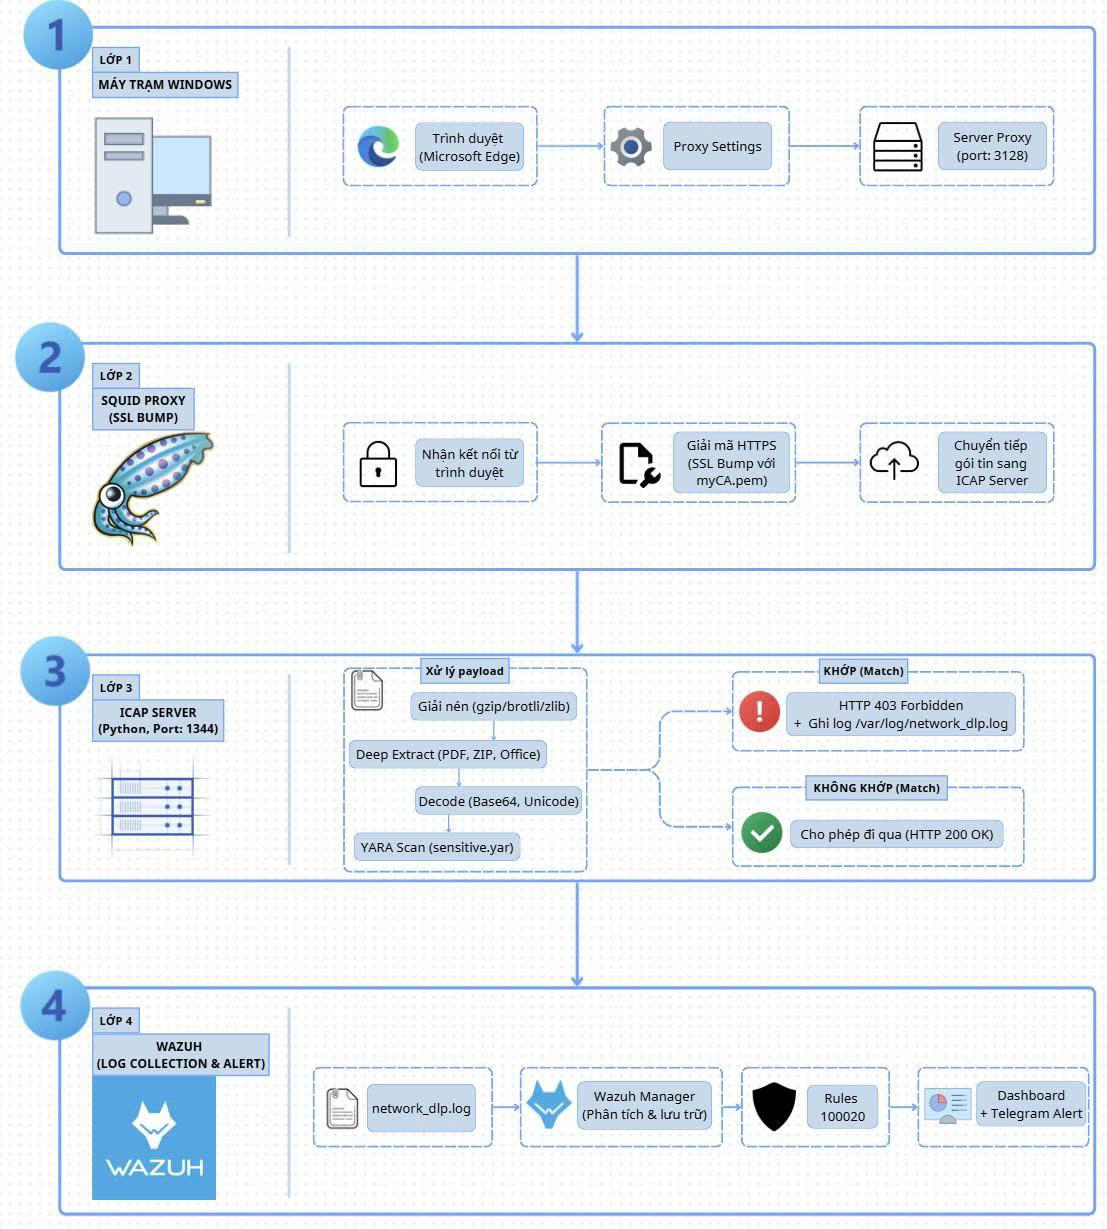 1
LỚP 1
MÁY TRẠM WINDOWS
Trình duyệt
(Microsoft Edge)
Proxy Settings
Server Proxy
(port: 3128)
2
LỚP 2
SQUID PROXY
(SSL BUMP)
Nhận kết nối từ
trình duyệt
Giải mã HTTPS
(SSL Bump với
myCA.pem)
Chuyển tiếp
gói tin sang
ICAP Server
3
LỚP 3
ICAP SERVER
(Python, Port: 1344)
Xử lý payload
Giải nén (gzip/brotli/zlib)
Deep Extract (PDF, ZIP, Office)
Decode (Base64, Unicode)
YARA Scan (sensitive.yar)
KHỚP (Match)
HTTP 403 Forbidden
+ Ghi log /var/log/network_dlp.log
KHÔNG KHỚP (Match)
Cho phép đi qua (HTTP 200 OK)
4
LỚP 4
WAZUH
(LOG COLLECTION & ALERT)
WAZUH
network_dlp.log
Wazuh Manager
(Phân tích & lưu trữ)
Rules
100020
Dashboard
+ Telegram Alert